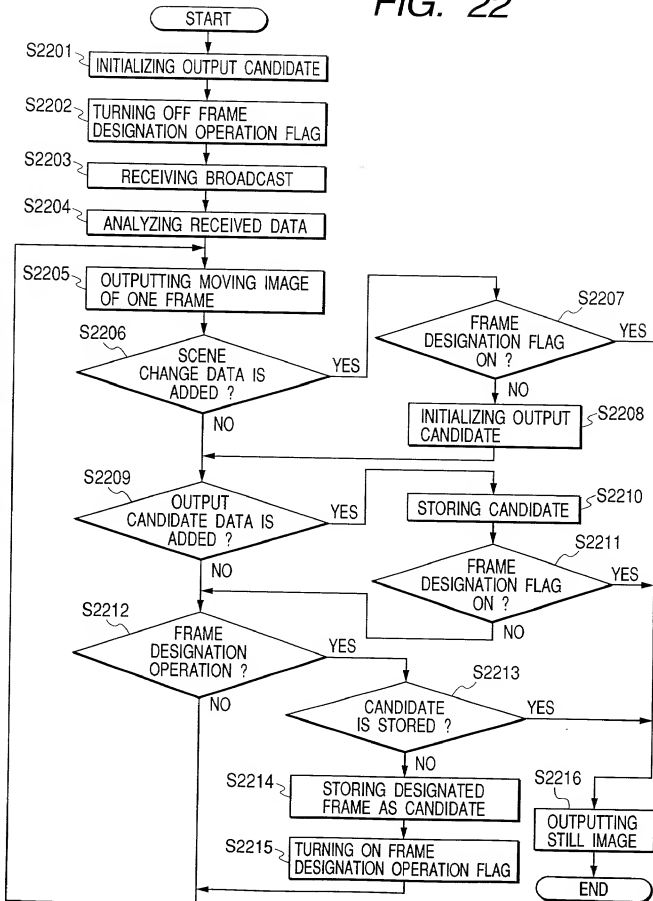 FIG. 22
START
S2201
INITIALIZING OUTPUT CANDIDATE
S2202
TURNING OFF FRAME
DESIGNATION OPERATION FLAG
S2203
RECEIVING BROADCAST
S2204
ANALYZING RECEIVED DATA
S2205
OUTPUTTING MOVING IMAGE
OF ONE FRAME
S2206
SCENE
CHANGE DATA IS
ADDED ?
YES
NO
S2207
FRAME
DESIGNATION FLAG
ON ?
YES
NO
INITIALIZING OUTPUT
CANDIDATE
S2208
S2209
OUTPUT
CANDIDATE DATA IS
ADDED ?
YES
NO
STORING CANDIDATE
S2210
S2211
FRAME
DESIGNATION FLAG
ON ?
YES
NO
S2212
FRAME
DESIGNATION
OPERATION ?
YES
NO
S2213
CANDIDATE
IS STORED ?
YES
NO
S2214
STORING DESIGNATED
FRAME AS CANDIDATE
S2215
TURNING ON FRAME
DESIGNATION OPERATION FLAG
S2216
OUTPUTTING
STILL IMAGE
END